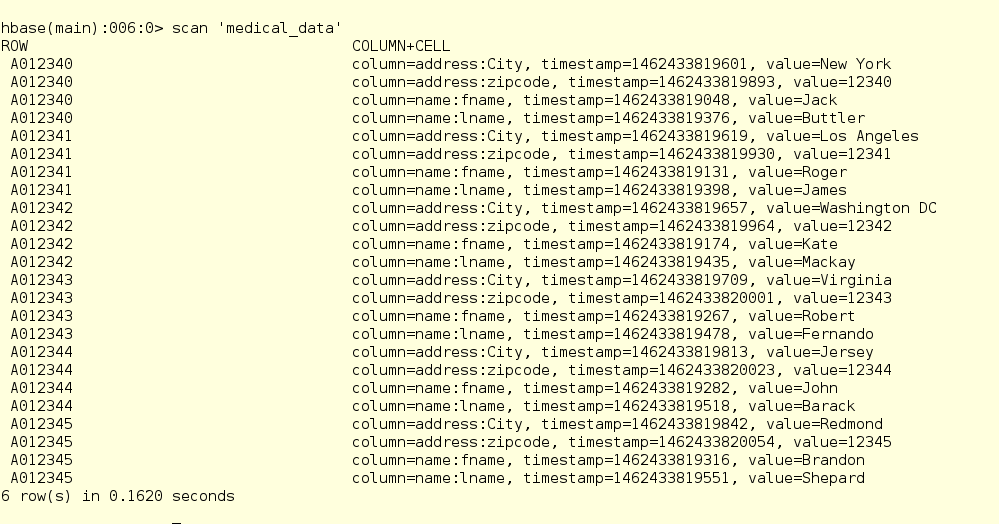 hbase(main):006:0> scan 'medical_data'
ROW COLUMN+CELL
A012340 column=address:City, timestamp=1462433819601, value=New York
A012340 column=address:zipcode, timestamp=1462433819893, value=12340
A012340 column=name:fname, timestamp=1462433819048, value=Jack
A012340 column=name:lname, timestamp=1462433819376, value=Buttler
A012341 column=address:City, timestamp=1462433819619, value=Los Angeles
A012341 column=address:zipcode, timestamp=1462433819930, value=12341
A012341 column=name:fname, timestamp=1462433819131, value=Roger
A012341 column=name:lname, timestamp=1462433819398, value=James
A012342 column=address:City, timestamp=1462433819657, value=Washington DC
A012342 column=address:zipcode, timestamp=1462433819964, value=12342
A012342 column=name:fname, timestamp=1462433819174, value=Kate
A012342 column=name:lname, timestamp=1462433819435, value=Mackay
A012343 column=address:City, timestamp=1462433819709, value=Virginia
A012343 column=address:zipcode, timestamp=1462433820001, value=12343
A012343 column=name:fname, timestamp=1462433819267, value=Robert
A012343 column=name:lname, timestamp=1462433819478, value=Fernando
A012344 column=address:City, timestamp=1462433819813, value=Jersey
A012344 column=address:zipcode, timestamp=1462433820023, value=12344
A012344 column=name:fname, timestamp=1462433819282, value=John
A012344 column=name:lname, timestamp=1462433819518, value=Barack
A012345 column=address:City, timestamp=1462433819842, value=Redmond
A012345 column=address:zipcode, timestamp=1462433820054, value=12345
A012345 column=name:fname, timestamp=1462433819316, value=Brandon
A012345 column=name:lname, timestamp=1462433819551, value=Shepard
6 row(s) in 0.1620 seconds